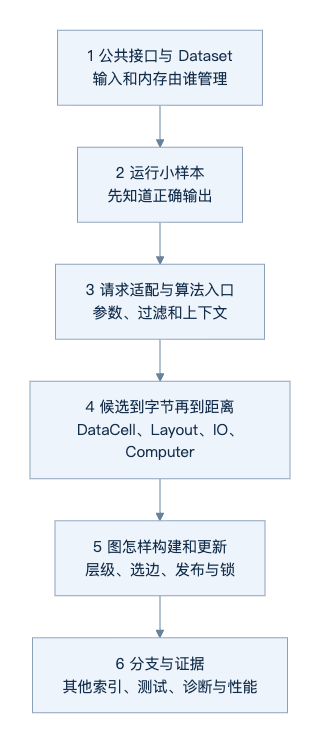 1 公共接口与 Dataset
输入和内存由谁管理
2 运行小样本
先知道正确输出
3 请求适配与算法入口
参数、过滤和上下文
4 候选到字节再到距离
DataCell、Layout、IO、
Computer
5 图怎样构建和更新
层级、选边、发布与锁
6 分支与证据
其他索引、测试、诊断与性能